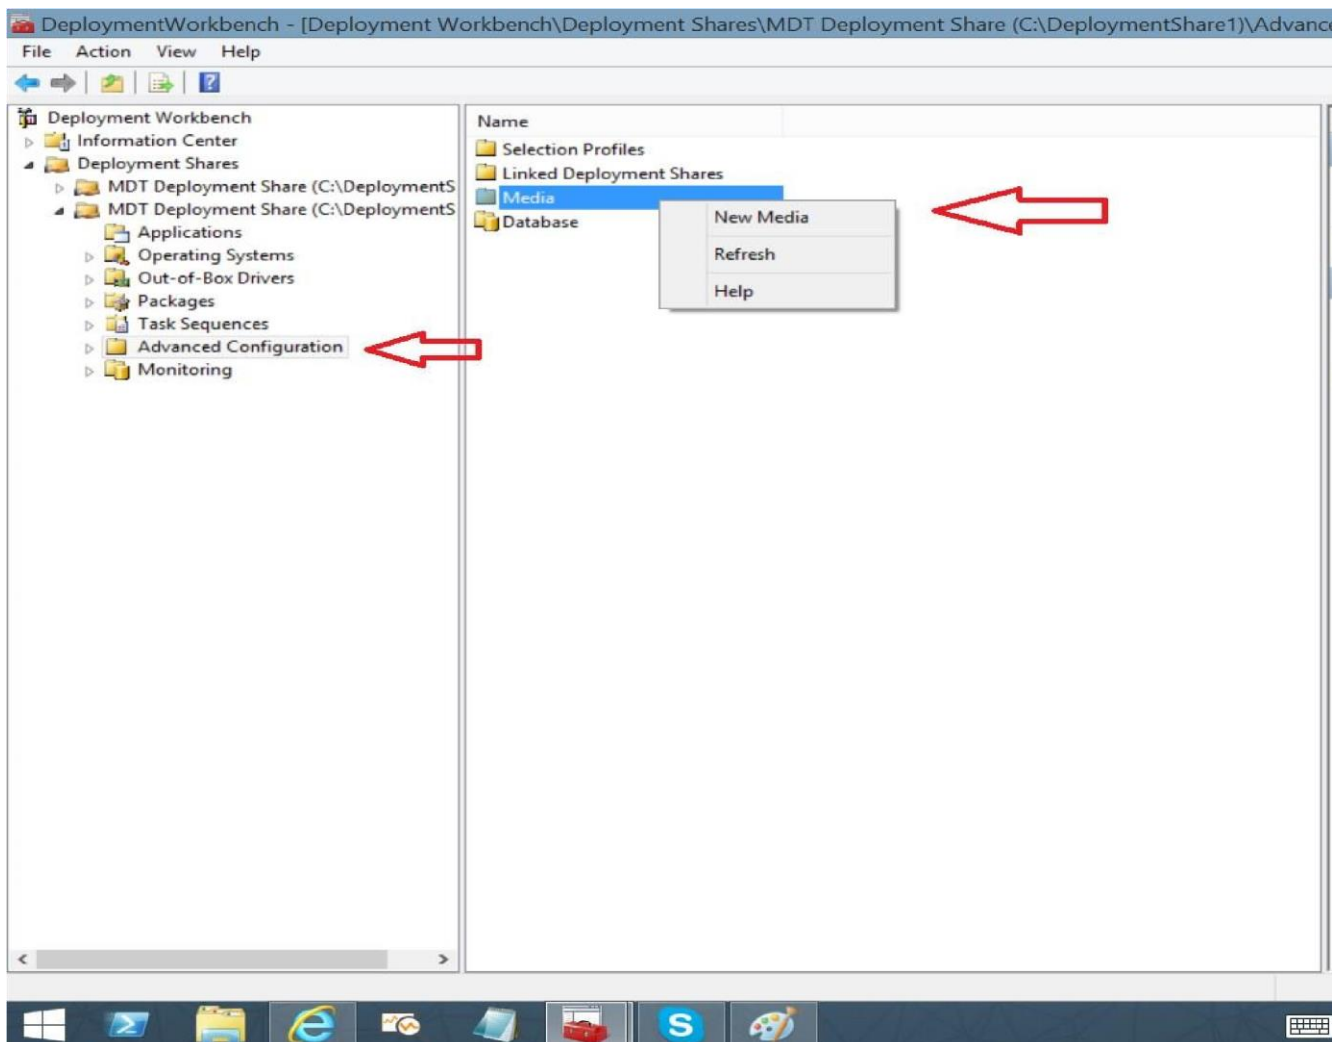 DeploymentWorkbench - [Deployment Workbench\Deployment Shares\MDT Deployment Share (C:\DeploymentShare1)\Advance
File Action View Help
Deployment Workbench
Information Center
Deployment Shares
MDT Deployment Share (C:\DeploymentS
MDT Deployment Share (C:\DeploymentS
Applications
Operating Systems
Out-of-Box Drivers
Packages
Task Sequences
Advanced Configuration
Monitoring
Name
Selection Profiles
Linked Deployment Shares
Media
Database
New Media
Refresh
Help